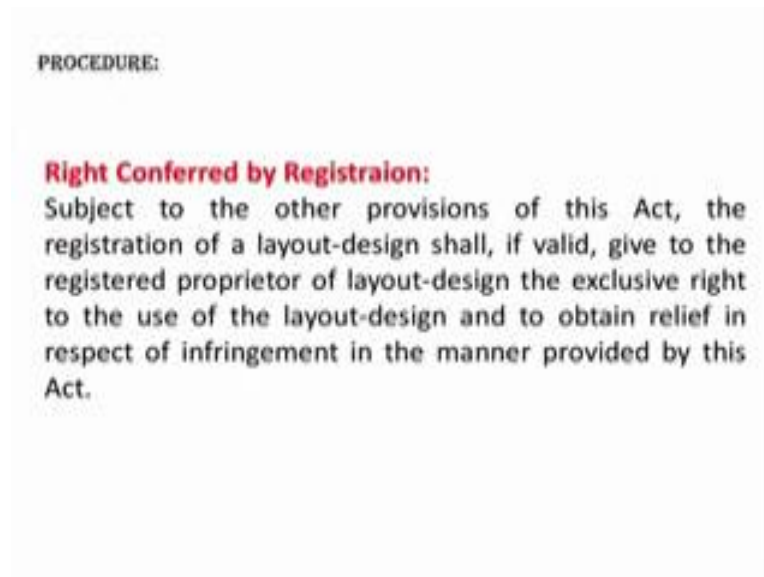 PROCEDURE:
Right Conferred by Registraion:
Subject to the other provisions of this Act, the
registration of a layout-design shall, if valid, give to the
registered proprietor of layout-design the exclusive right
to the use of the layout-design and to obtain relief in
respect of infringement in the manner provided by this
Act.